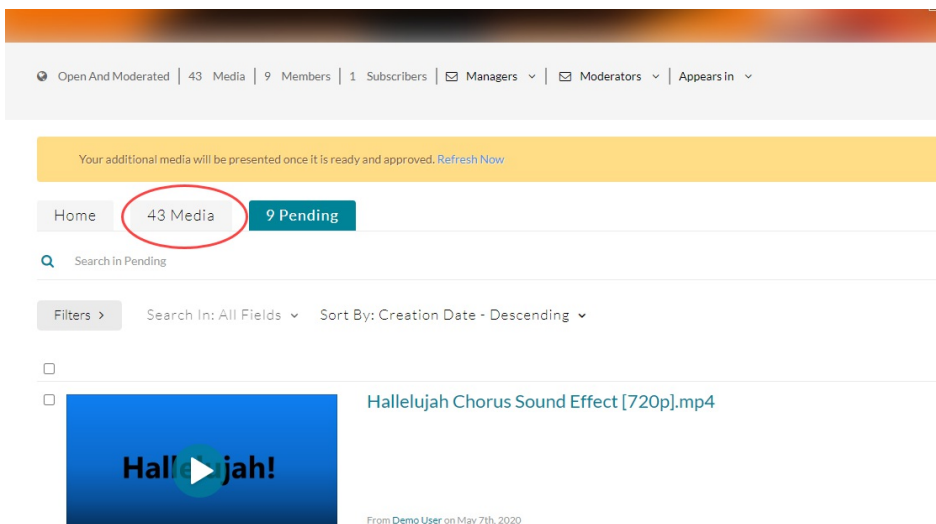 Open And Moderated | 43 Media | 9 Members | 1 Subscribers | Managers | Moderators | Appears in
Your additional media will be presented once it is ready and approved. Refresh Now
Home 43 Media 9 Pending
Search in Pending
Filters > Search In: All Fields Sort By: Creation Date - Descending
Hallelujah Chorus Sound Effect [720p].mp4
Hallelujah!
From Demo User on May 7th, 2020